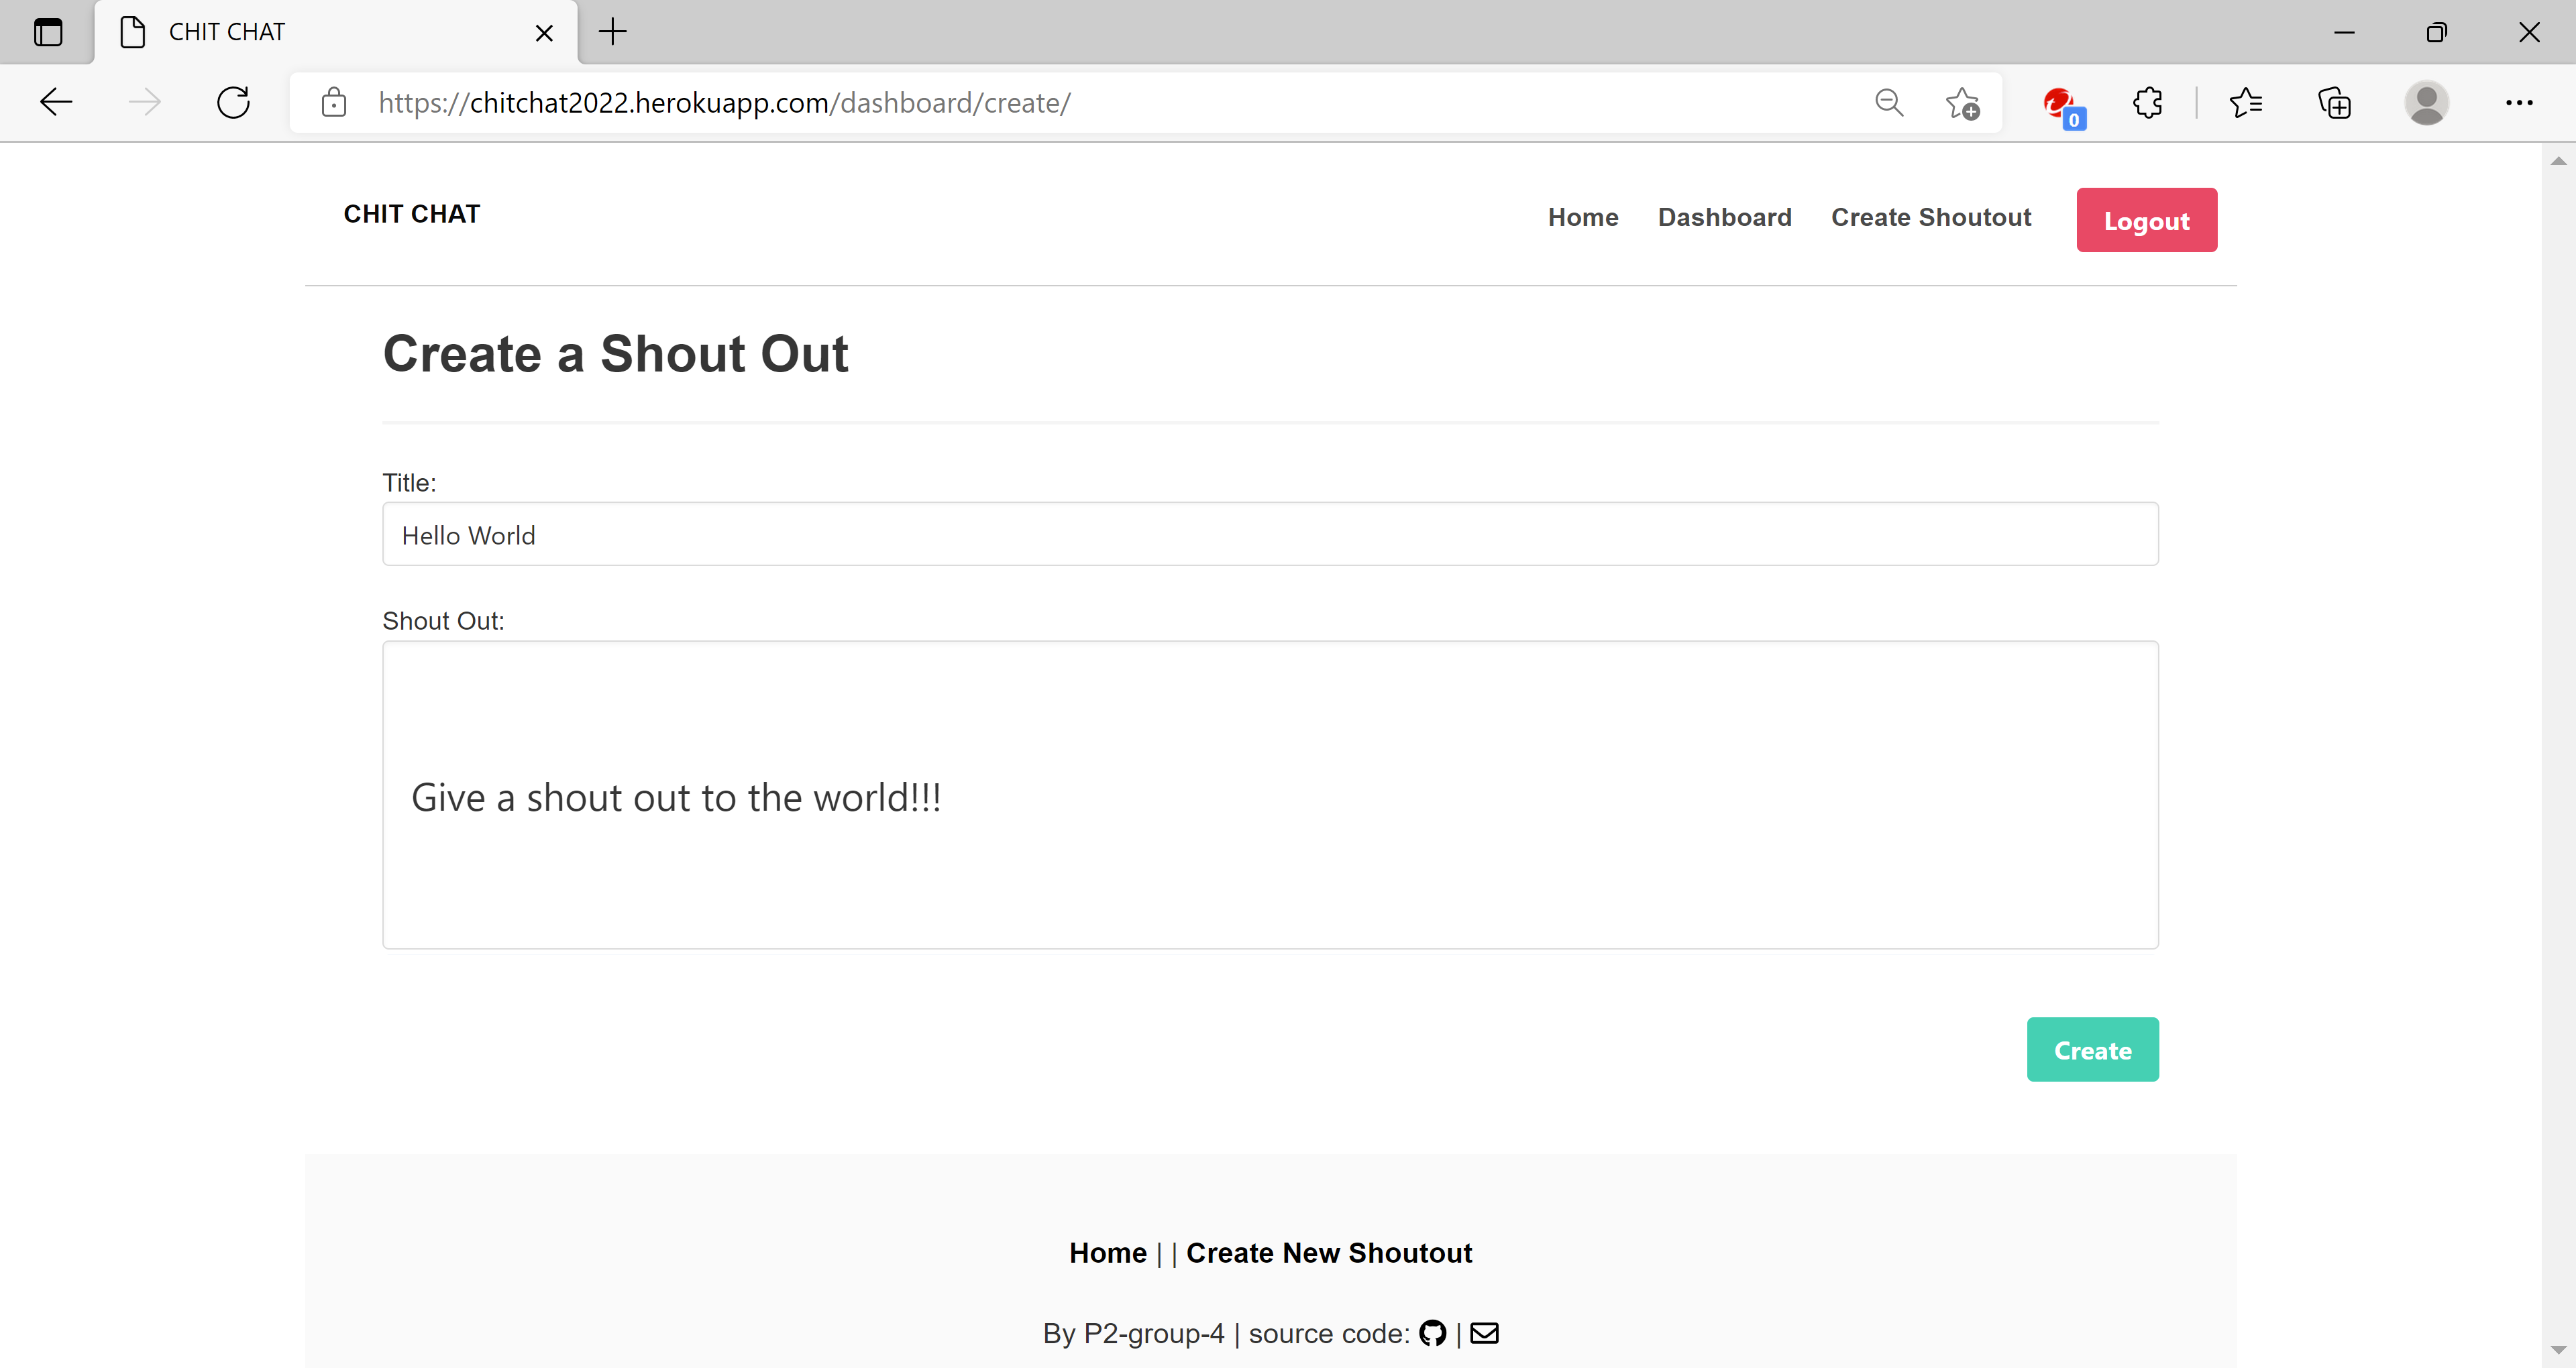 CHIT CHAT
https://chitchat2022.herokuapp.com/dashboard/create/
0
CHIT CHAT
Home Dashboard Create Shoutout Logout
Create a Shout Out
Title:
Hello World
Shout Out:
Give a shout out to the world!!!
Create
Home | | Create New Shoutout
By P2-group-4 | source code: |